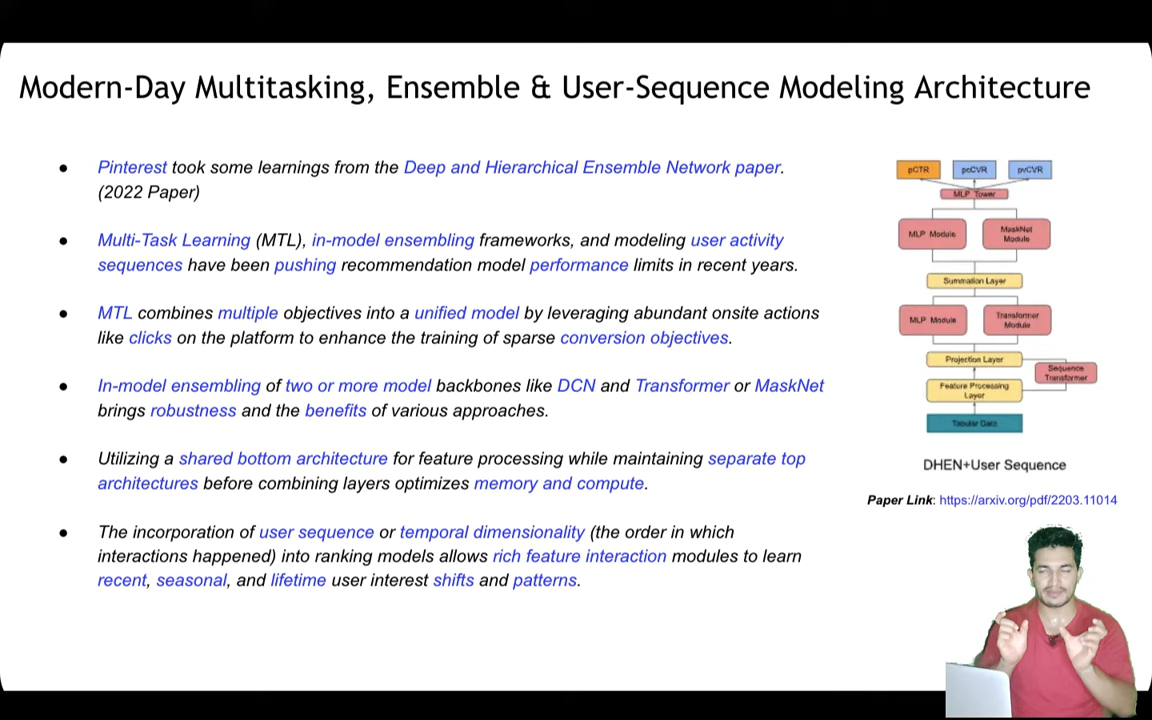 Modern-Day Multitasking, Ensemble & User-Sequence Modeling Architecture
● Pinterest took some learnings from the Deep and Hierarchical Ensemble Network paper.
(2022 Paper)
● Multi-Task Learning (MTL), in-model ensembling frameworks, and modeling user activity
sequences have been pushing recommendation model performance limits in recent years.
● MTL combines multiple objectives into a unified model by leveraging abundant onsite actions
like clicks on the platform to enhance the training of sparse conversion objectives.
● In-model ensembling of two or more model backbones like DCN and Transformer or MaskNet
brings robustness and the benefits of various approaches.
● Utilizing a shared bottom architecture for feature processing while maintaining separate top
architectures before combining layers optimizes memory and compute.
● The incorporation of user sequence or temporal dimensionality (the order in which
interactions happened) into ranking models allows rich feature interaction modules to learn
recent, seasonal, and lifetime user interest shifts and patterns.
pCTR pcCVR pvCVR
MLP Tower
MLP Module
MaskNet
Module
Summation Layer
MLP Module
Transformer
Module
Projection Layer
Sequence
Transformer
Feature Processing
Layer
Tabular Data
DHEN+User Sequence
Paper Link: https://arxiv.org/pdf/2203.11014